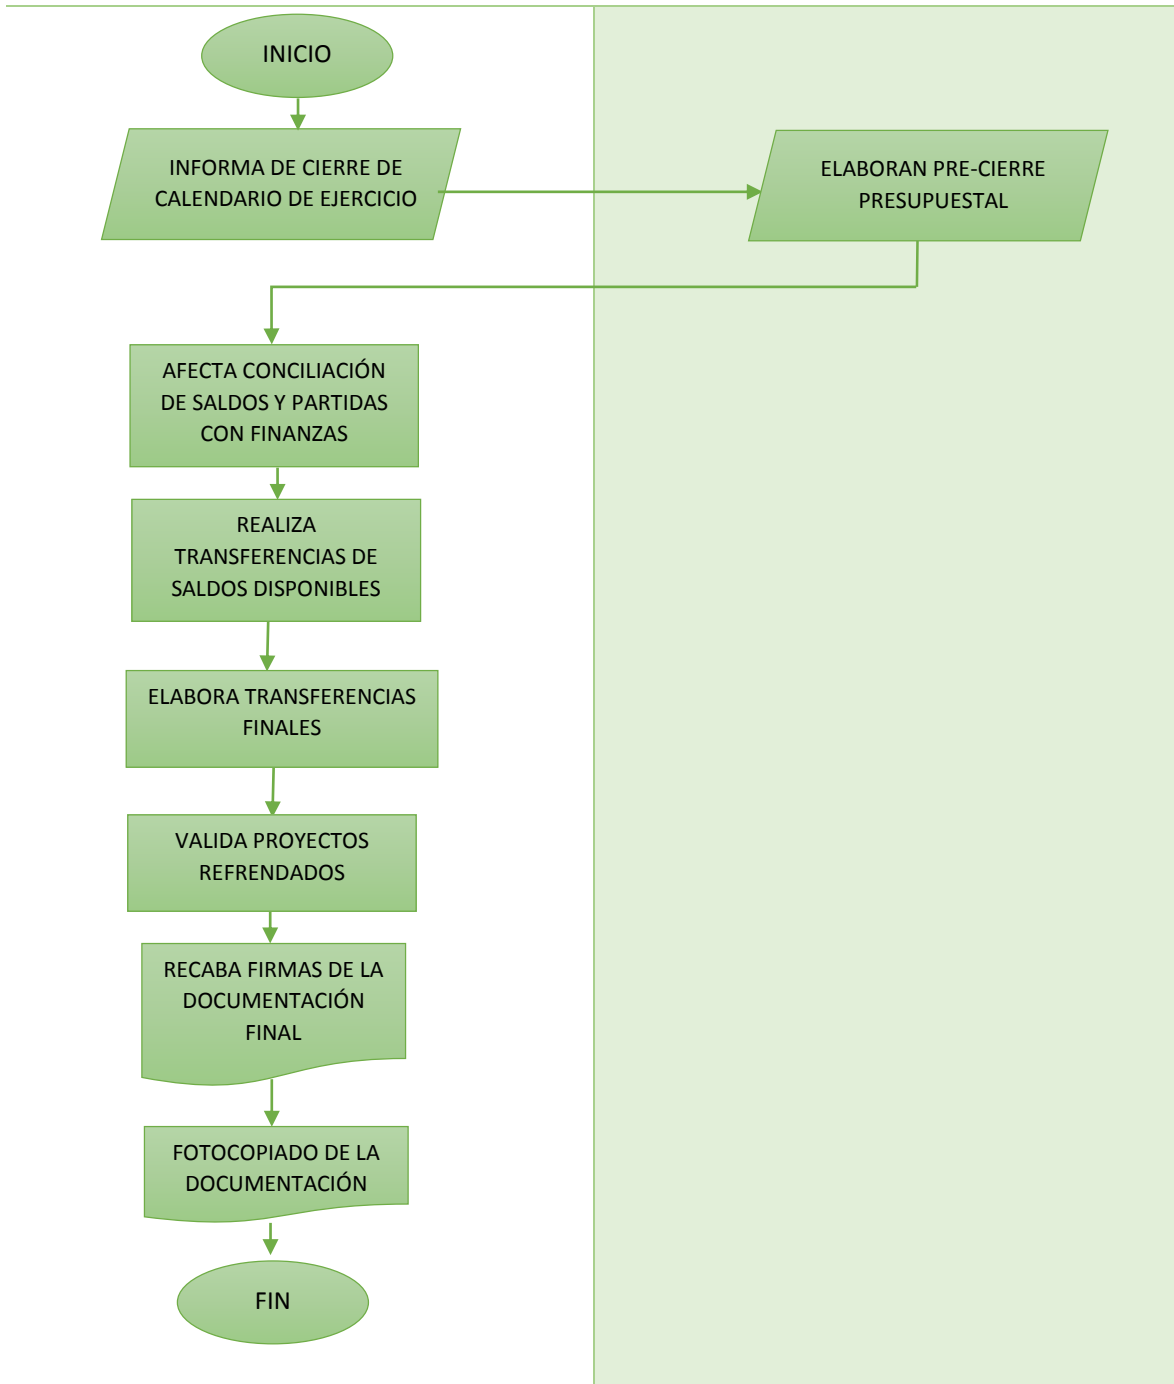 INICIO
INFORMA DE CIERRE DE
CALENDARIO DE EJERCICIO
ELABORAN PRE-CIERRE
PRESUPUESTAL
AFECTA CONCILIACIÓN
DE SALDOS Y PARTIDAS
CON FINANZAS
REALIZA
TRANSFERENCIAS DE
SALDOS DISPONIBLES
ELABORA TRANSFERENCIAS
FINALES
VALIDA PROYECTOS
REFRENDADOS
RECABA FIRMAS DE LA
DOCUMENTACIÓN
FINAL
FOTOCOPIADO DE LA
DOCUMENTACIÓN
FIN